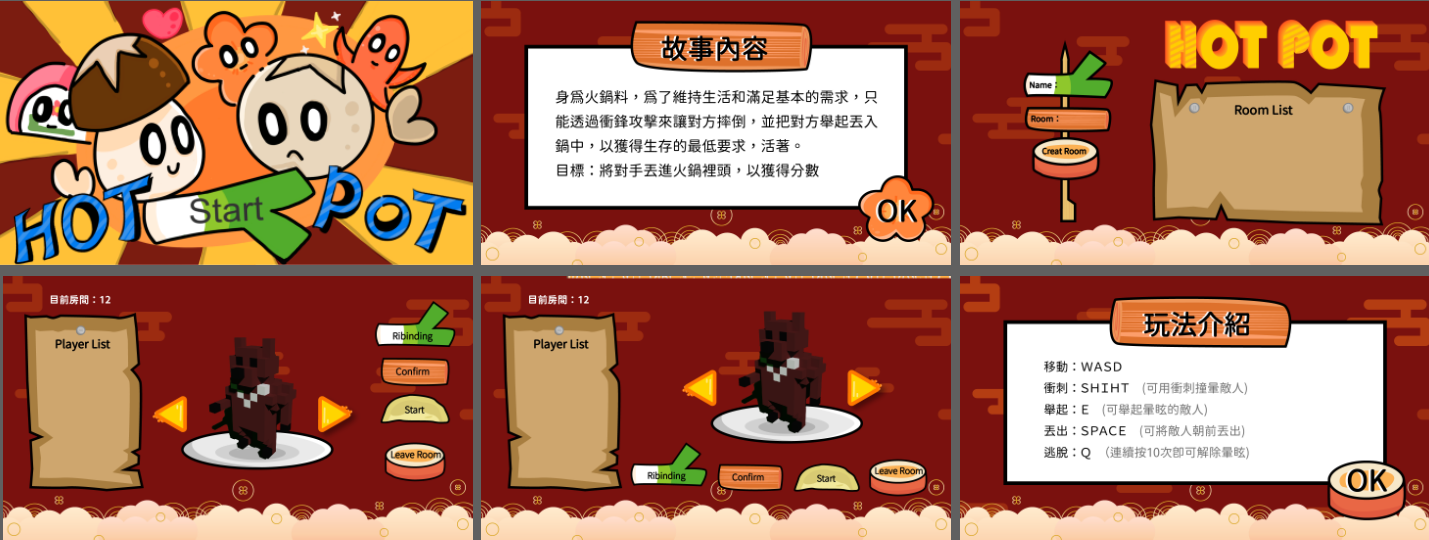 HOT
Start
POT
故事內容
身爲火鍋料，爲了維持生活和滿足基本的需求，只
能透過衝鋒攻擊來讓對方摔倒，並把對方舉起丟入
鍋中，以獲得生存的最低要求，活著。
目標：將對手丟進火鍋裡頭，以獲得分數
OK
HOT POT
Name：
Room：
Creat Room
Room List
目前房間：12
Player List
Ribinding
Confirm
Start
Leave Room
目前房間：12
Player List
Ribinding
Confirm
Start
Leave Room
玩法介紹
移動：WASD
衝刺：SHIHT （可用衝刺撞暈敵人)
舉起：E （可舉起暈眩的敵人)
丟出：SPACE （可將敵人朝前丟出)
逃脫：Q （連續按10次卽可解除暈眩)
OK